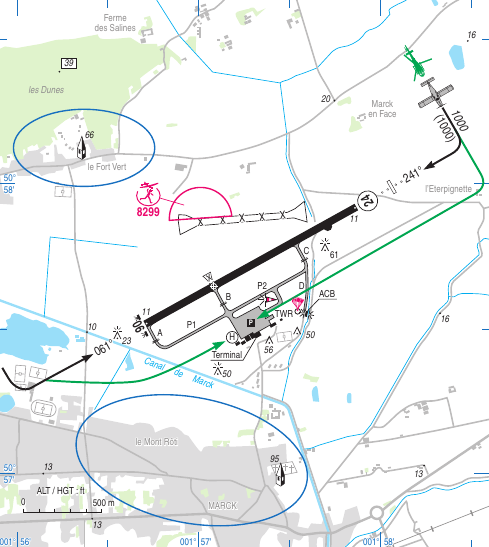 Ferme
des Salines
16
39
les Dunes
20
Marck
en Face
1000
(1000)
66
le Fort Vert
50°
58'
241°
l'Eterpignette
8299
24
11
61
C
B
P2
D
ACB
P
TWR
11
06
A
P1
10
23
H
Terminal
56
50
50
16
061°
Canal de Marck
le Mont Roti
95
50°
57'
13
13
ALT / HGT : ft
0
500 m
MARCK
13
001° 56'
001° 57'
001° 58'